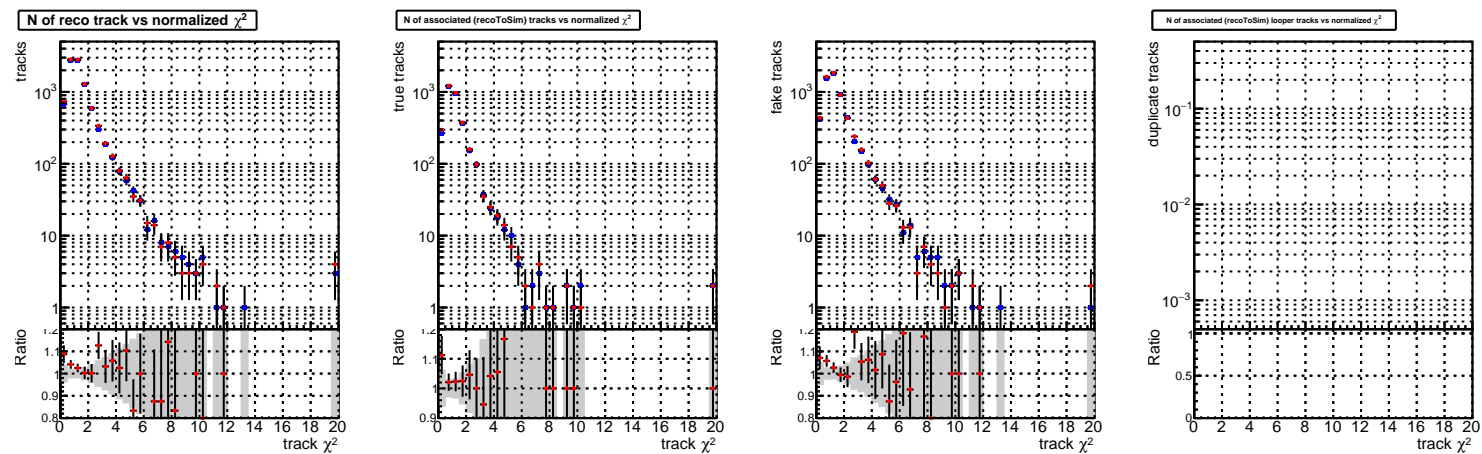 N of reco track vs normalized χ²
tracks
10³
10²
10
1
Ratio
1.2
1.1
1
0.9
0.8
0 2 4 6 8 10 12 14 16 18 20
track χ²
N of associated (recoToSim) tracks vs normalized χ²
true tracks
10³
10²
10
1
Ratio
1.1
1
0.9
0 2 4 6 8 10 12 14 16 18 20
track χ²
fake tracks
10³
10²
10
1
Ratio
1.2
1.1
1
0.9
0.8
0 2 4 6 8 10 12 14 16 18 20
track χ²
N of associated (recoToSim) looper tracks vs normalized χ²
duplicate tracks
10⁻¹
10⁻²
10⁻³
Ratio
1
0.5
0
0 2 4 6 8 10 12 14 16 18 20
track χ²